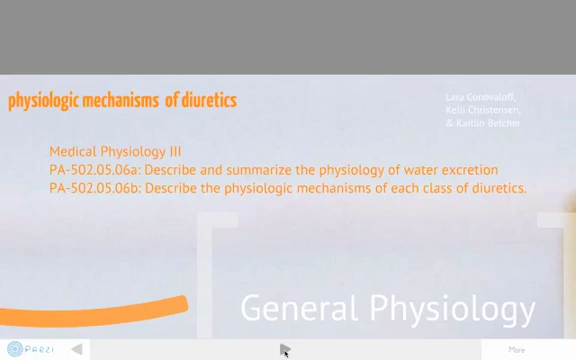 physiologic mechanisms of diuretics
Lara Conovaloff,
Kelli Christensen,
& Kaitlin Betcher
Medical Physiology III
PA-502.05.06a: Describe and summarize the physiology of water excretion
PA-502.05.06b: Describe the physiologic mechanisms of each class of diuretics.
General Physiology
Prezi
More